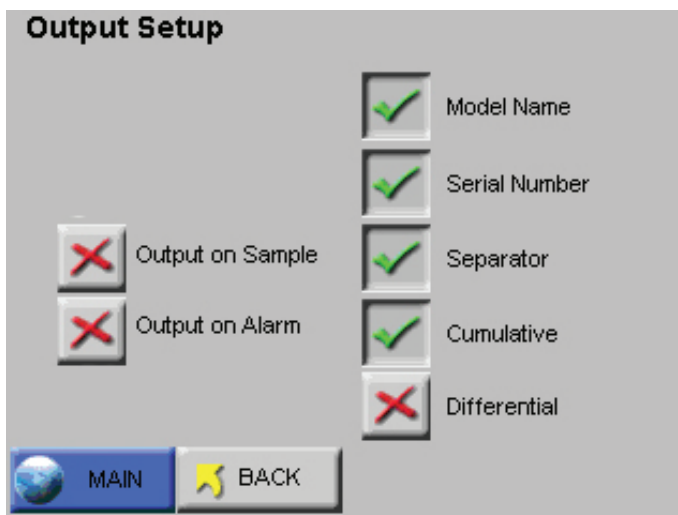 Output Setup
Model Name
Serial Number
Output on Sample
Separator
Output on Alarm
Cumulative
Differential
MAIN
BACK